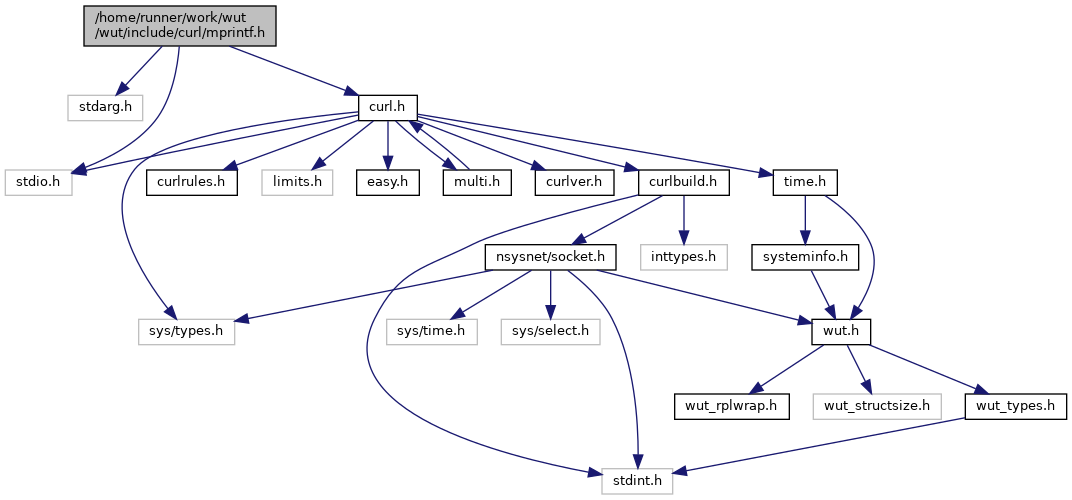 /home/runner/work/wut
/wut/include/curl/mprintf.h
stdarg.h
curl.h
stdio.h
curlrules.h
limits.h
easy.h
multi.h
curlver.h
curlbuild.h
time.h
nsysnet/socket.h
inttypes.h
systeminfo.h
sys/types.h
sys/time.h
sys/select.h
wut.h
wut_rplwrap.h
wut_structsize.h
wut_types.h
stdint.h